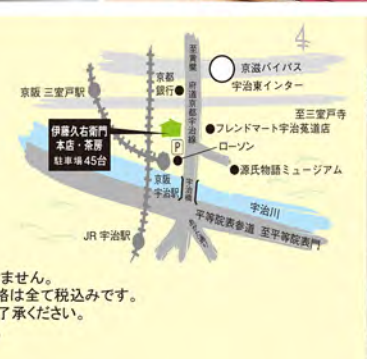 至黄檗
府道京都宇治線
京滋バイパス
宇治東インター
京都
銀行
京阪 三室戸駅
至三室戸寺
伊藤久右衛門
本店・茶房
駐車場 45台
P
フレンドマート宇治菟道店
ローソン
源氏物語ミュージアム
京阪
宇治駅
宇治橋
宇治川
平等院表参道 至平等院表門
JR 宇治駅
ません。
格は全て税込みです。
了承ください。